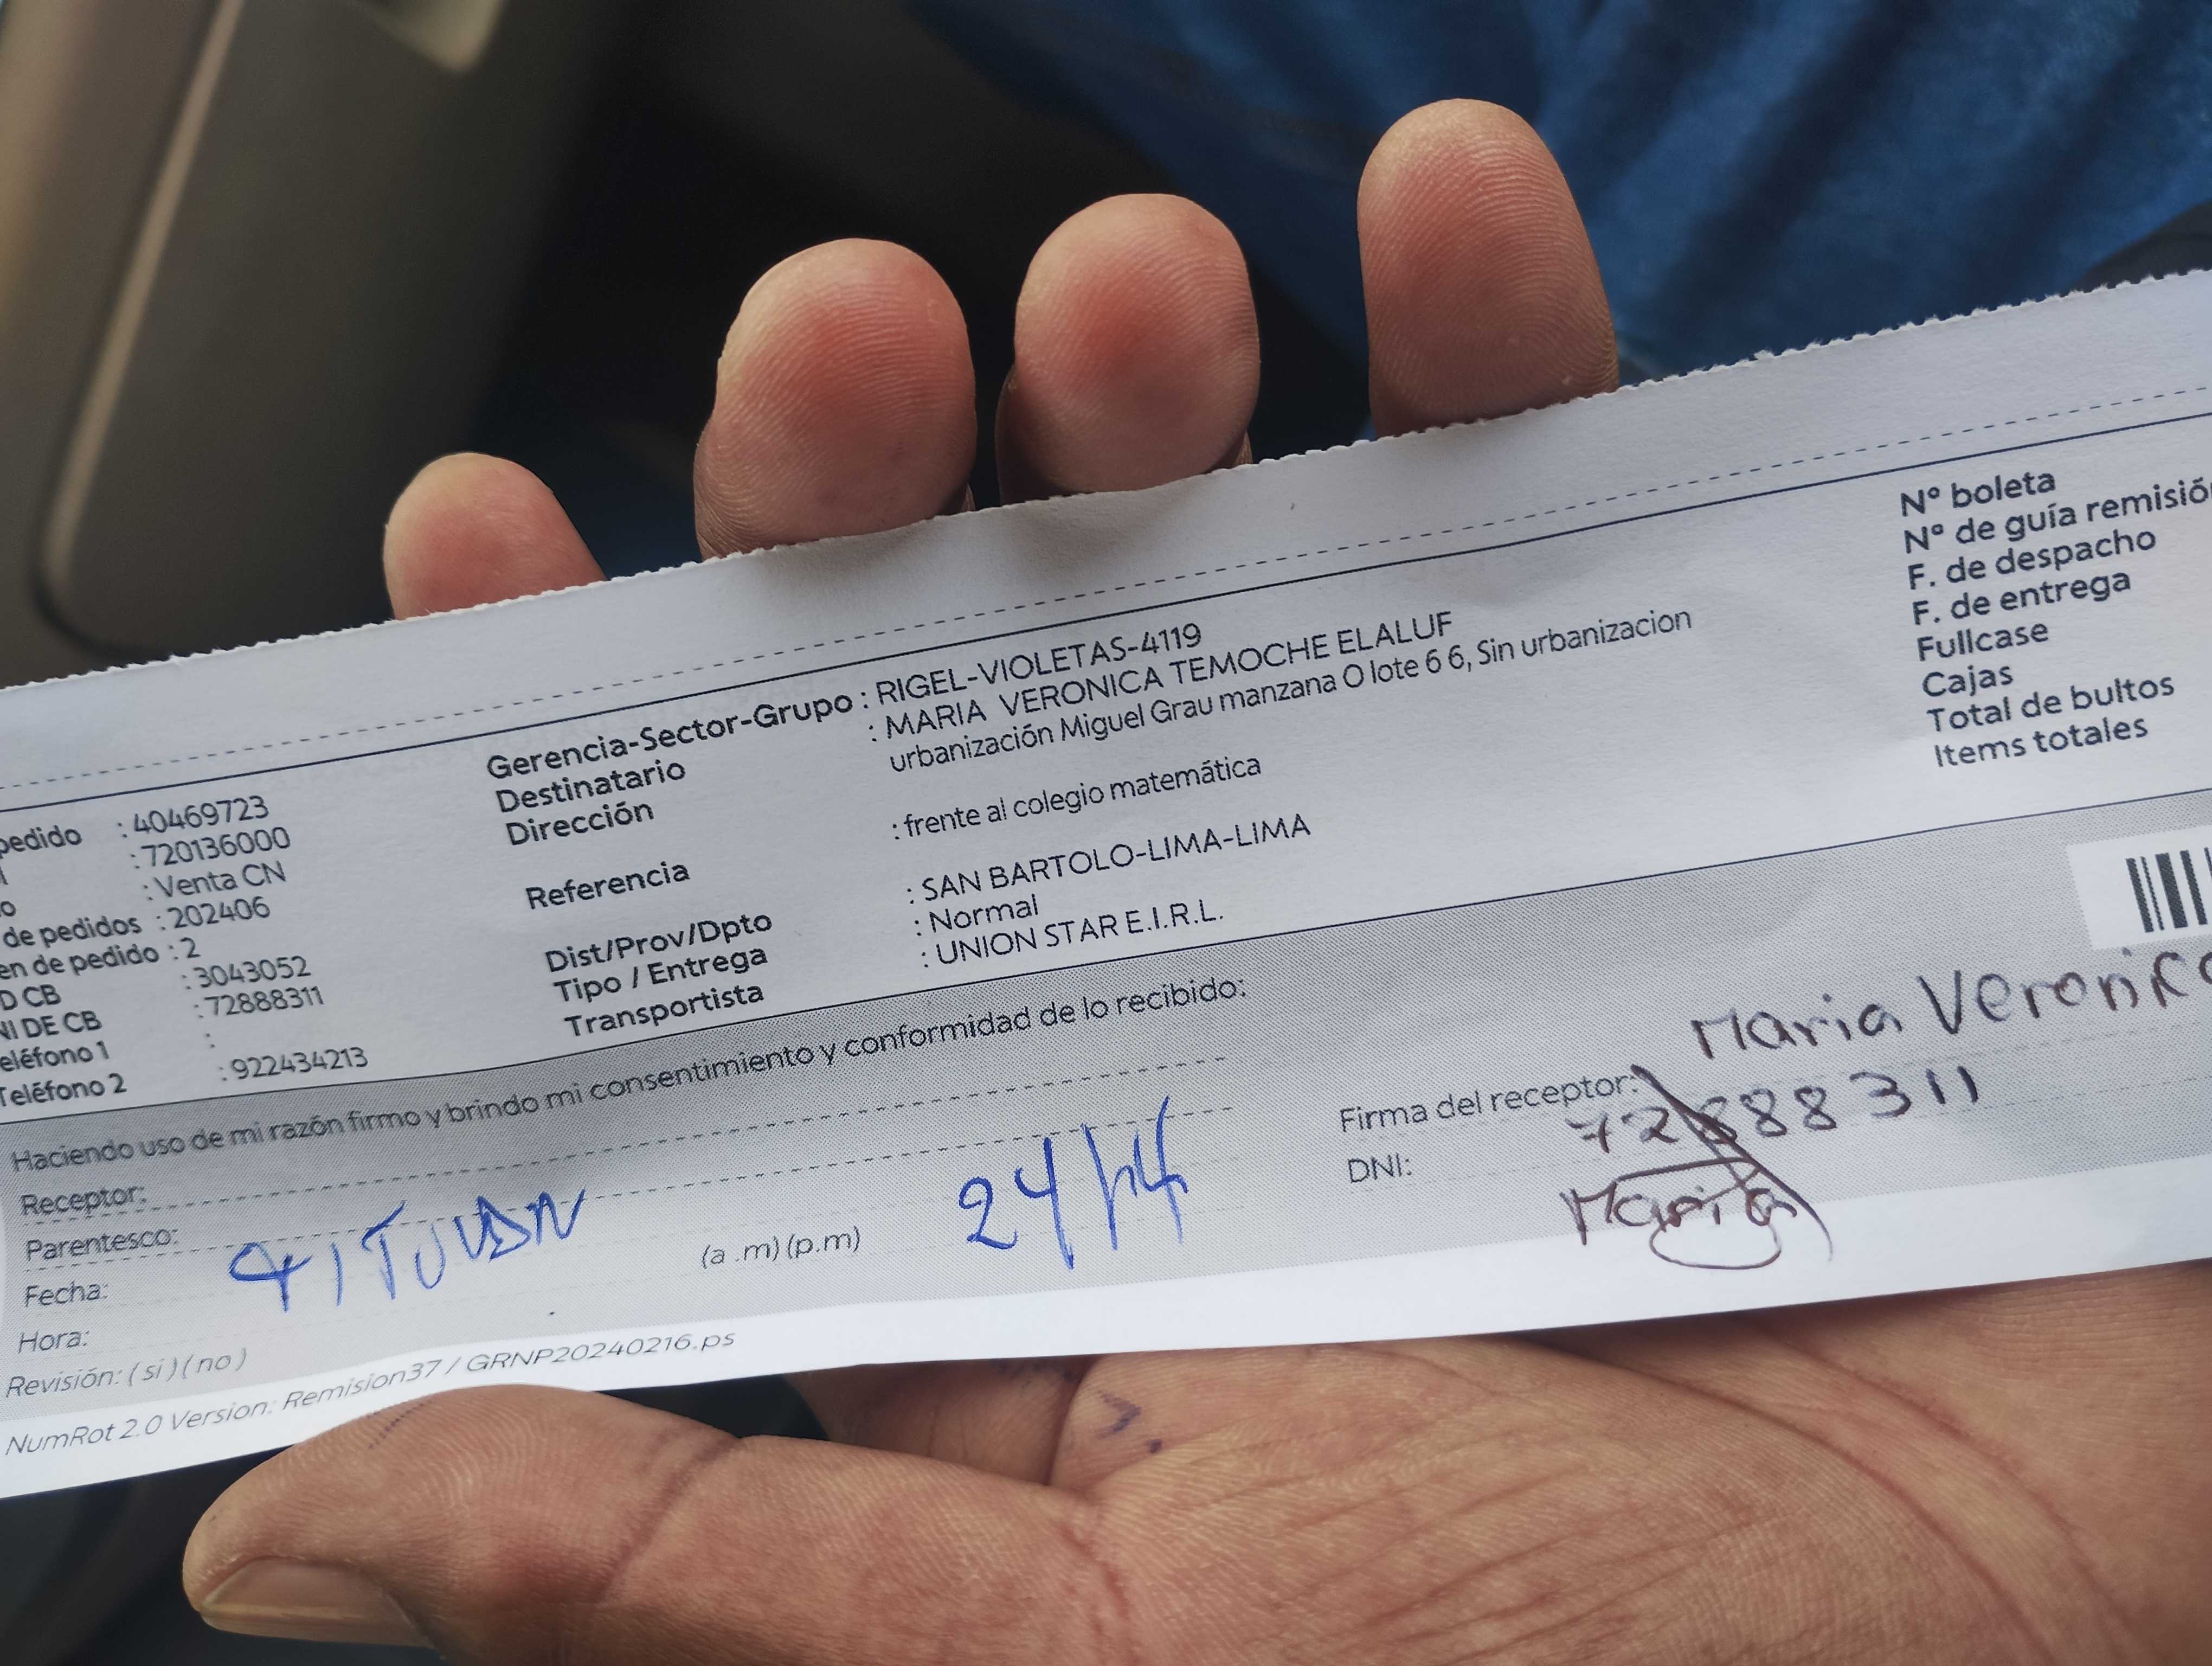 pedido : 40469723
: 720136000
o : Venta CN
de pedidos : 202406
en de pedido : 2
D CB : 3043052
NI DE CB : 72888311
eléfono 1 :
Teléfono 2 : 922434213
Gerencia-Sector-Grupo : RIGEL-VIOLETAS-4119
Destinatario : MARIA VERONICA TEMOCHE ELALUF
Dirección urbanización Miguel Grau manzana O lote 6 6, Sin urbanizacion
Referencia : frente al colegio matemática
Dist/Prov/Dpto : SAN BARTOLO-LIMA-LIMA
Tipo / Entrega : Normal
Transportista : UNION STAR E.I.R.L.
Nº boleta
Nº de guía remisió
F. de despacho
F. de entrega
Fullcase
Cajas
Total de bultos
Items totales
Haciendo uso de mi razón firmo y brindo mi consentimiento y conformidad de lo recibido:
Receptor:
Parentesco:
Fecha:
Hora: (a .m) (p.m)
Revisión: ( si ) ( no )
Maria Veronica
Firma del receptor:
DNI: 72888311
Maria
NumRot 2.0 Version: Remision37 / GRNP20240216.ps